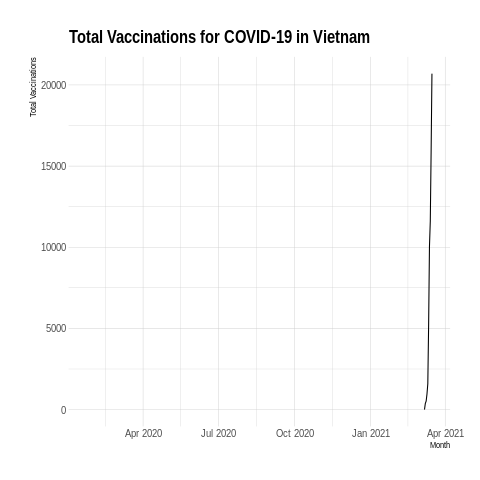 Total Vaccinations for COVID-19 in Vietnam
Total Vaccinations
20000
15000
10000
5000
0
Apr 2020 Jul 2020 Oct 2020 Jan 2021 Apr 2021
Month